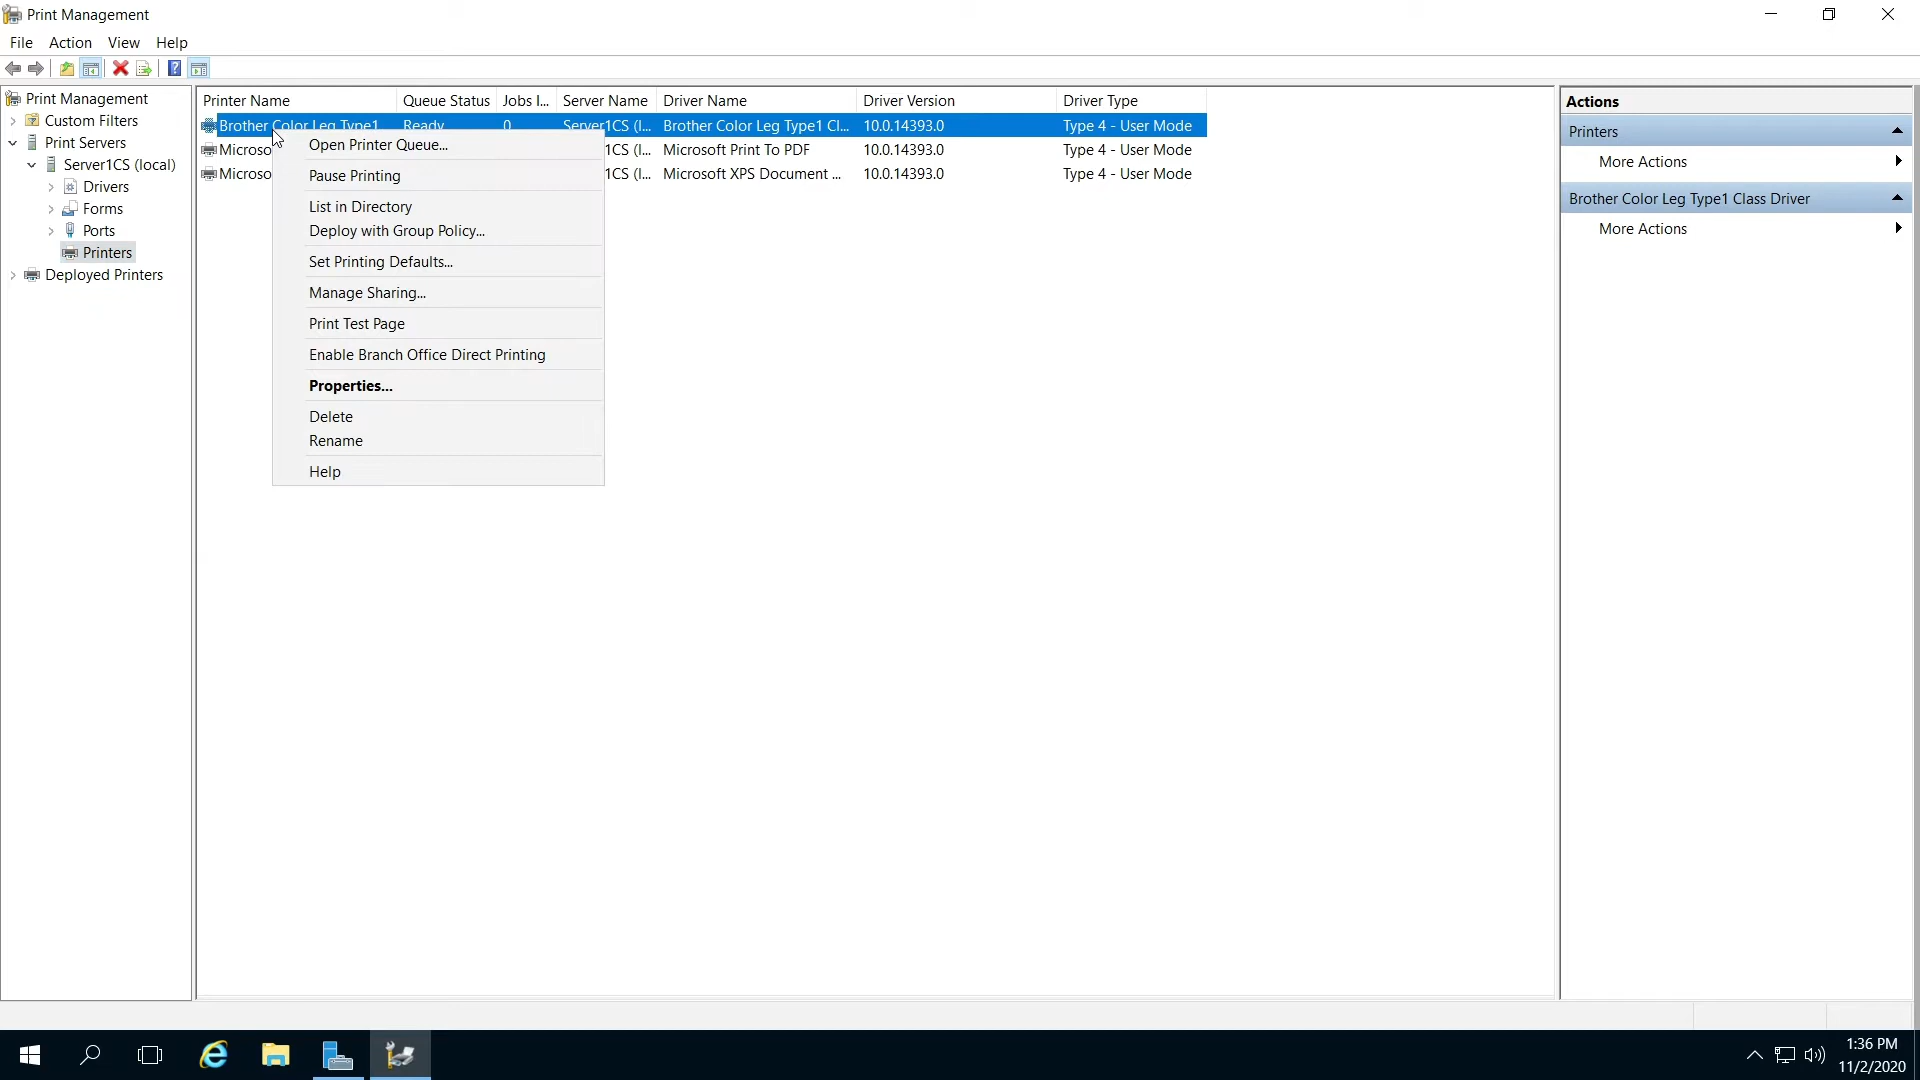 Print Management
File Action View Help
Print Management
Custom Filters
Print Servers
Server1CS (local)
Drivers
Forms
Ports
Printers
Deployed Printers
Printer Name Queue Status Jobs I... Server Name Driver Name Driver Version Driver Type
Brother Color Leg Type1 Ready 0 Server1CS (l... Brother Color Leg Type1 Cl... 10.0.14393.0 Type 4 - User Mode
Microso 1CS (l... Microsoft Print To PDF 10.0.14393.0 Type 4 - User Mode
Microso 1CS (l... Microsoft XPS Document ... 10.0.14393.0 Type 4 - User Mode
Open Printer Queue...
Pause Printing
List in Directory
Deploy with Group Policy...
Set Printing Defaults...
Manage Sharing...
Print Test Page
Enable Branch Office Direct Printing
Properties...
Delete
Rename
Help
Actions
Printers
More Actions
Brother Color Leg Type1 Class Driver
More Actions
1:36 PM
11/2/2020